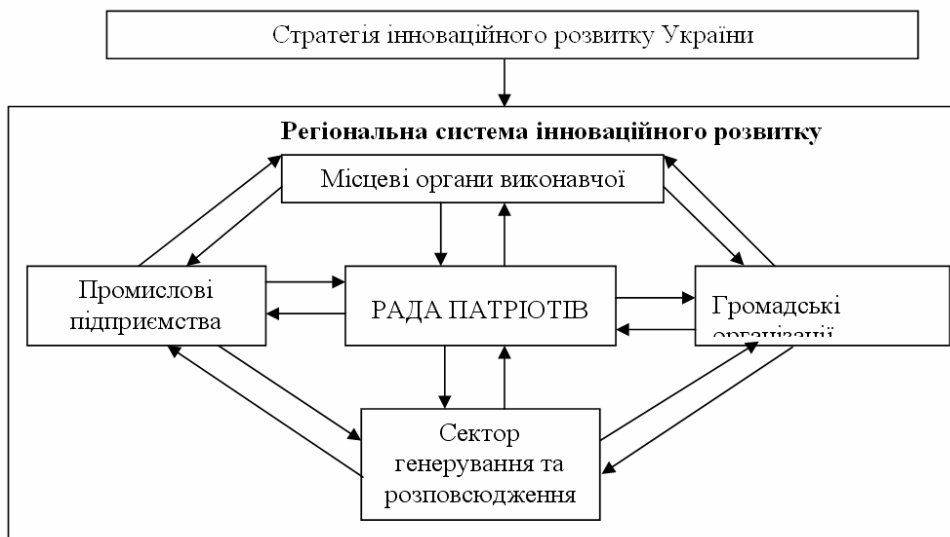 Стратегія інноваційного розвитку України
Регіональна система інноваційного розвитку
Місцеві органи виконавчої
Промислові
підприємства
РАДА ПАТРІОТІВ
Громадські
організації
Сектор
генерування та
розповсюдження